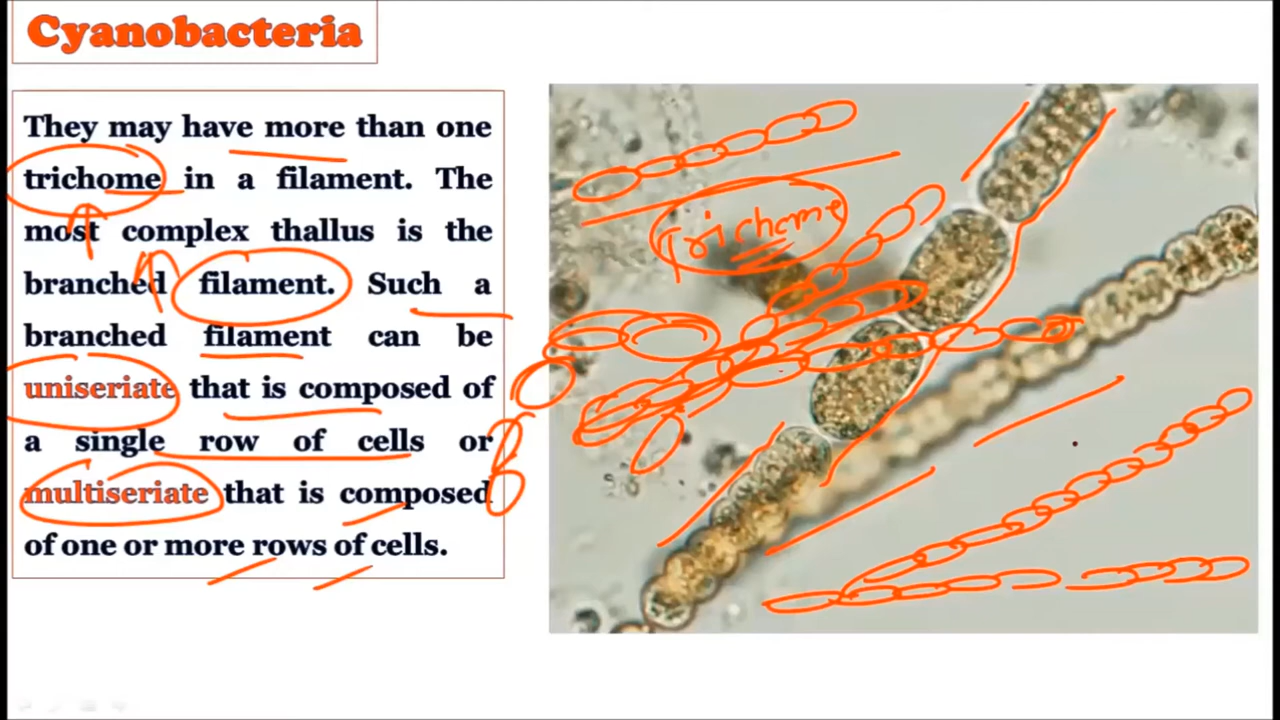 Cyanobacteria
They may have more than one
trichome in a filament. The
most complex thallus is the
branched filament. Such a
branched filament can be
uniseriate that is composed of
a single row of cells or
multiseriate that is composed
of one or more rows of cells.
Trichome